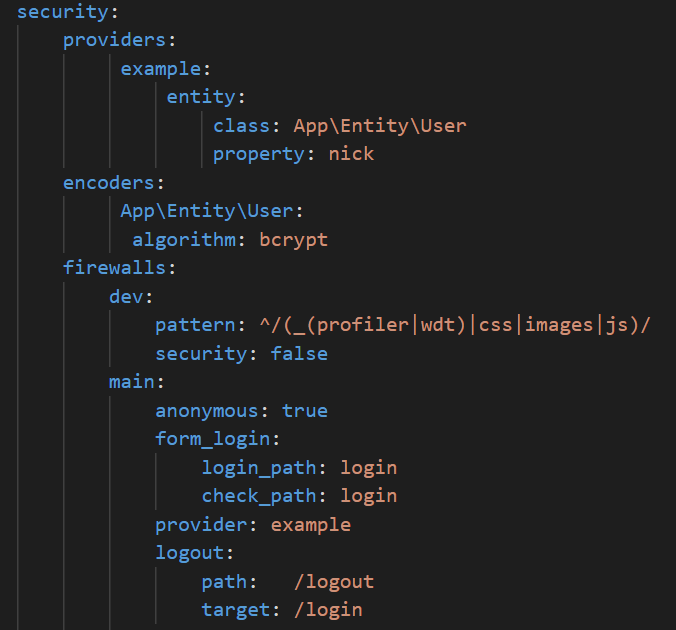 security:
    providers:
         example:
             entity:
                 class: App\Entity\User
                 property: nick
    encoders:
         App\Entity\User:
          algorithm: bcrypt
    firewalls:
        dev:
            pattern: ^/(_(profiler|wdt)|css|images|js)/
            security: false
        main:
            anonymous: true
            form_login:
                login_path: login
                check_path: login
            provider: example
            logout:
                path:   /logout
                target: /login